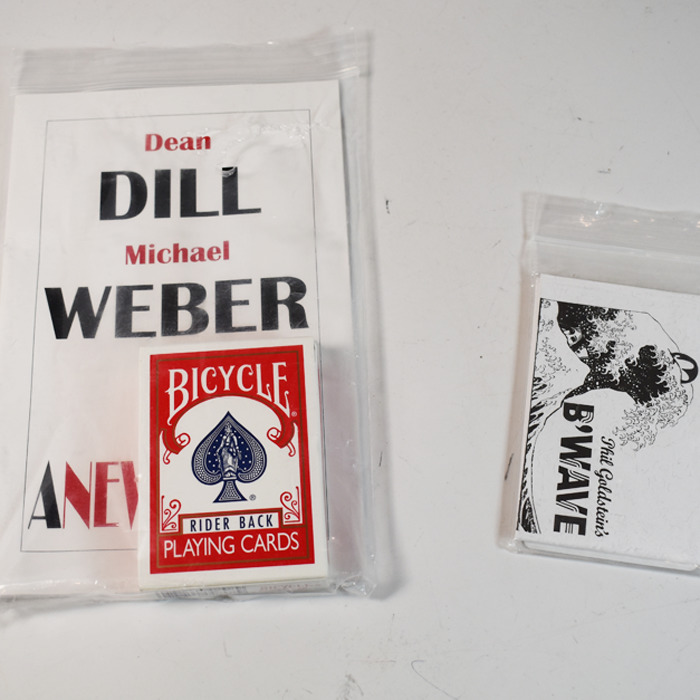 Dean
DILL
Michael
WEBER
ANEW
BICYCLE
®
®
RIDER BACK
PLAYING CARDS
Phil Goldstein's
B'WAVE